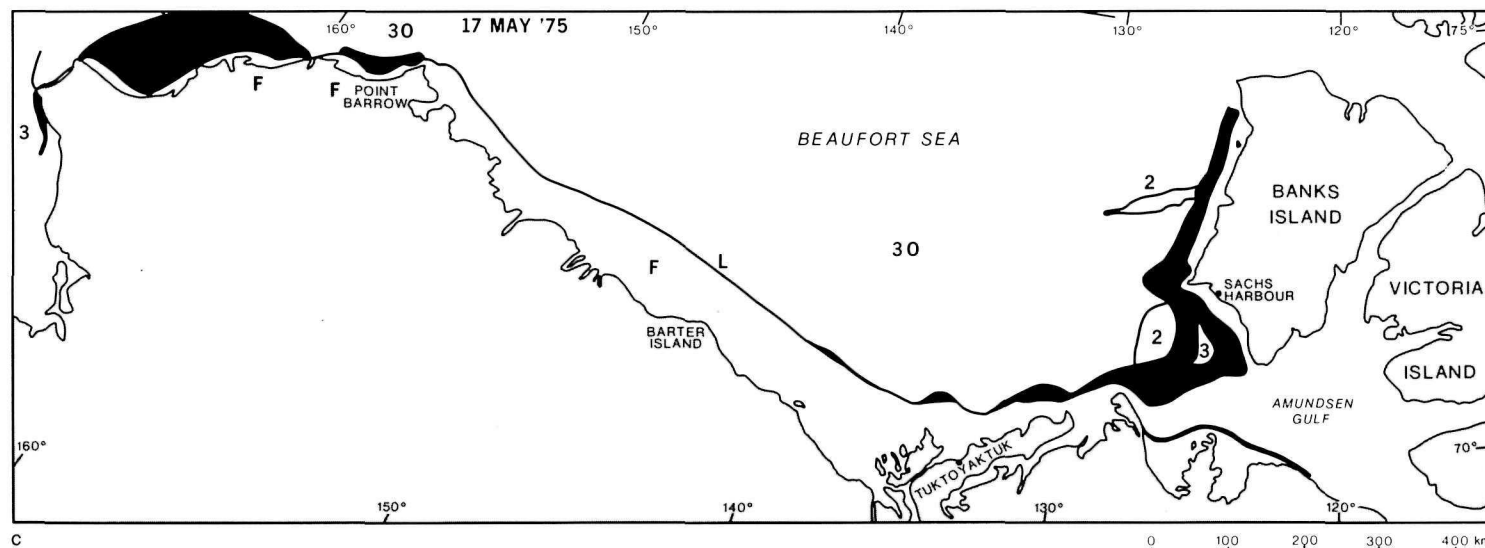 160°
30
17 MAY '75
150°
140°
130°
120°
75°
F
F
POINT
BARROW
3
BEAUFORT SEA
2
BANKS
ISLAND
30
F
L
SACHS
HARBOUR
VICTORIA
BARTER
ISLAND
2
3
ISLAND
AMUNDSEN
GULF
160°
70°
TUKTOYAKTUK
150°
140°
130°
120°
C
0 100 200 300 400 km